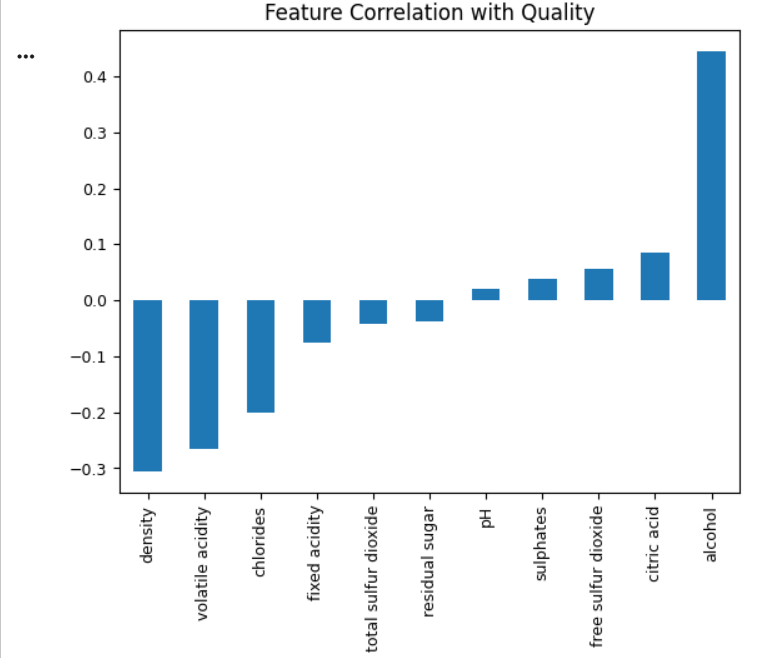 Feature Correlation with Quality
...
0.4
0.3
0.2
0.1
0.0
−0.1
−0.2
−0.3
density
volatile acidity
chlorides
fixed acidity
total sulfur dioxide
residual sugar
pH
sulphates
free sulfur dioxide
citric acid
alcohol